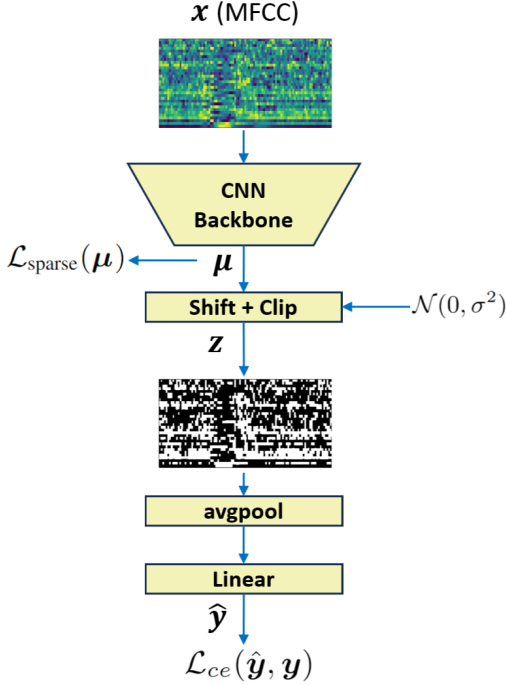 x (MFCC)
CNN
Backbone
ℒsparse(μ)
μ
Shift + Clip
𝒩(0, σ²)
z
avgpool
Linear
ŷ
ℒce(ŷ, y)